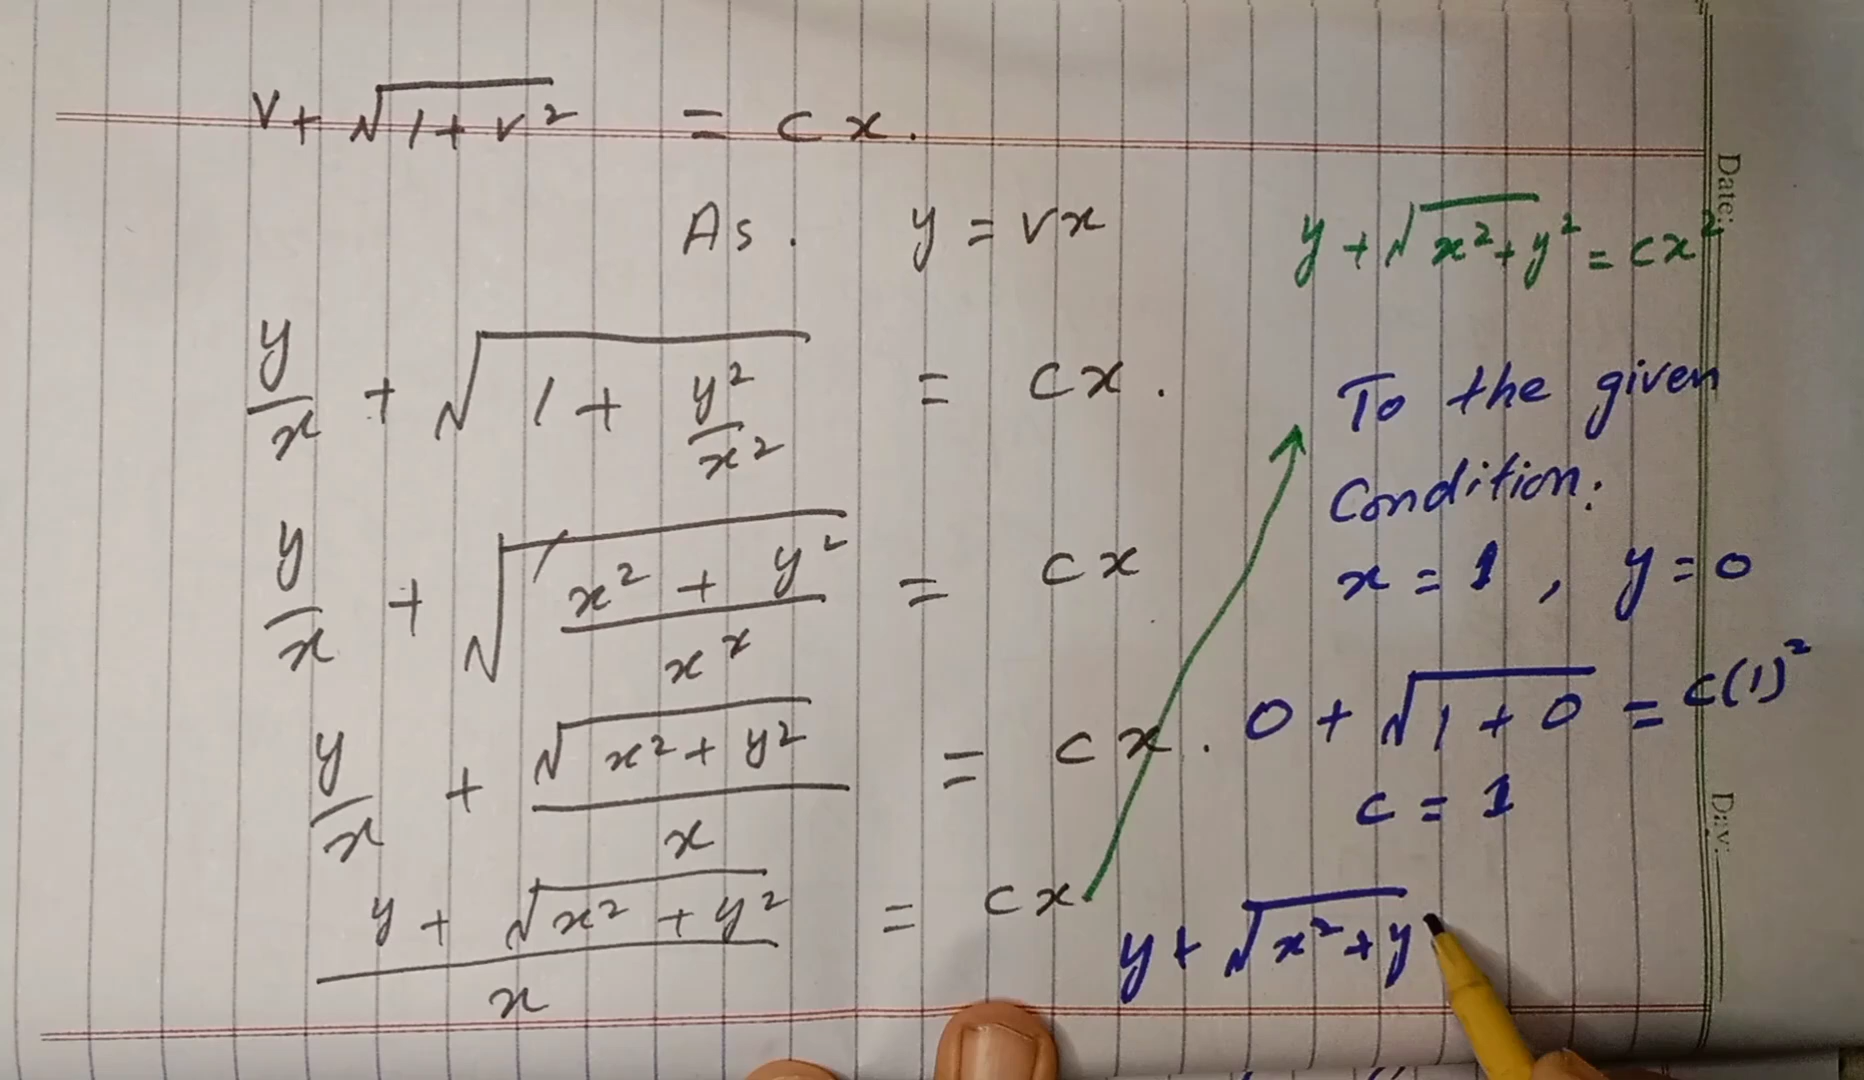 v + √(1 + v²) = cx.
As. y = vx
y/x + √(1 + y²/x²) = cx.
y/x + √((x² + y²)/x²) = cx
y/x + √(x² + y²)/x = cx.
(y + √(x² + y²))/x = cx
y + √(x² + y²) = cx²
To the given
Condition:
x = 1, y = 0
0 + √(1 + 0) = c(1)²
c = 1
y + √(x² + y
Date:
Day: